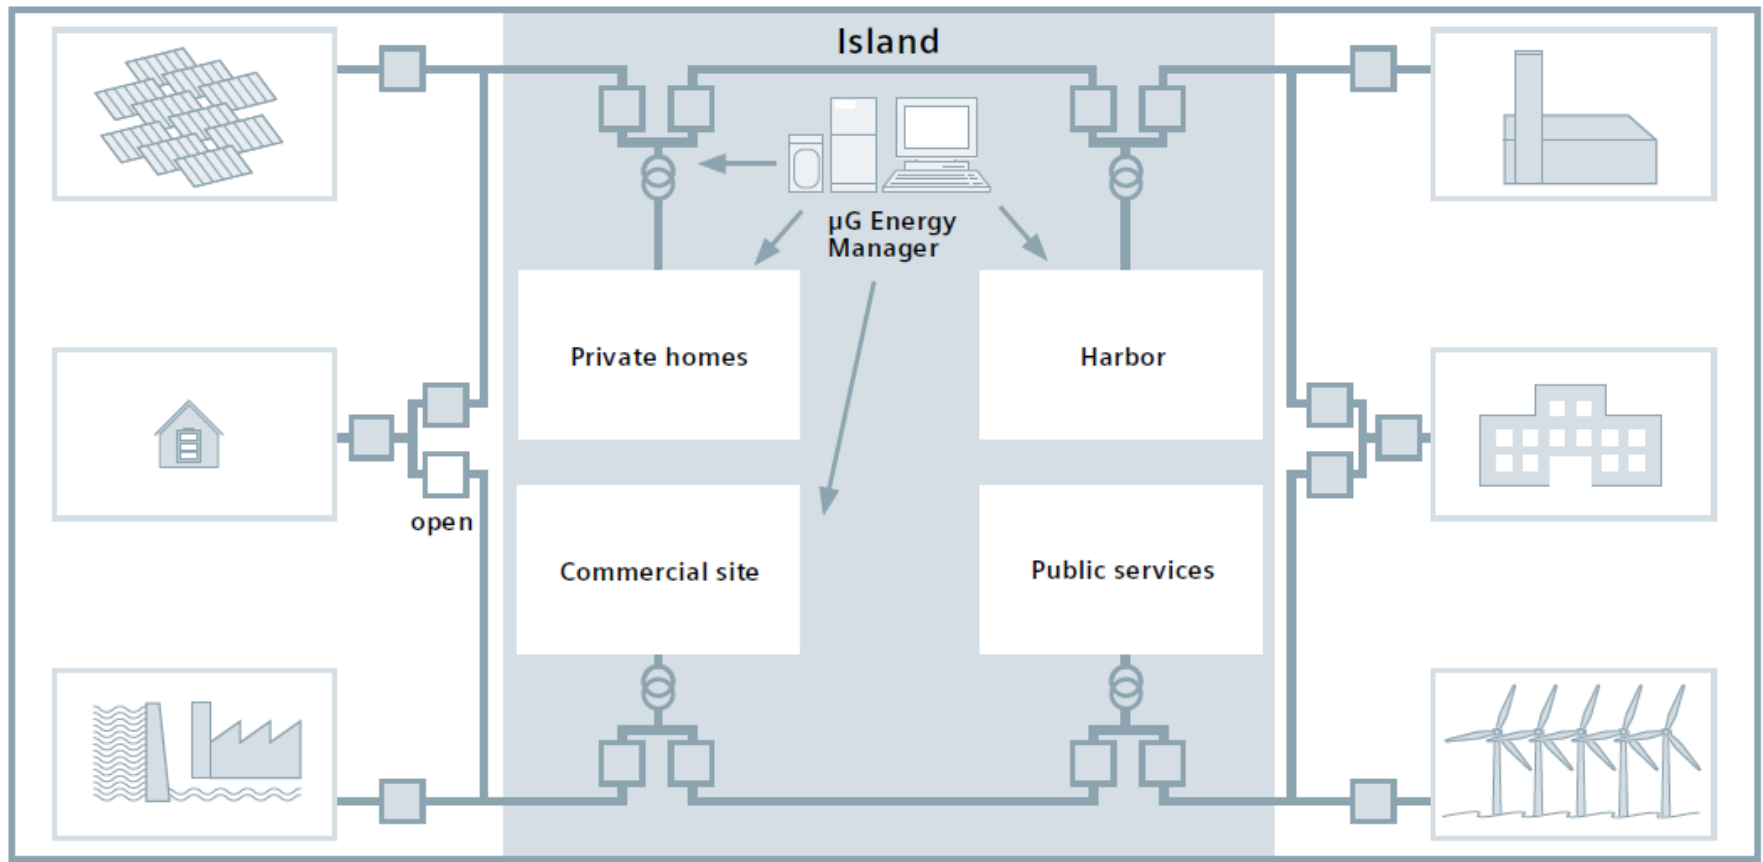 Island
µG Energy
Manager
Private homes
Harbor
open
Commercial site
Public services